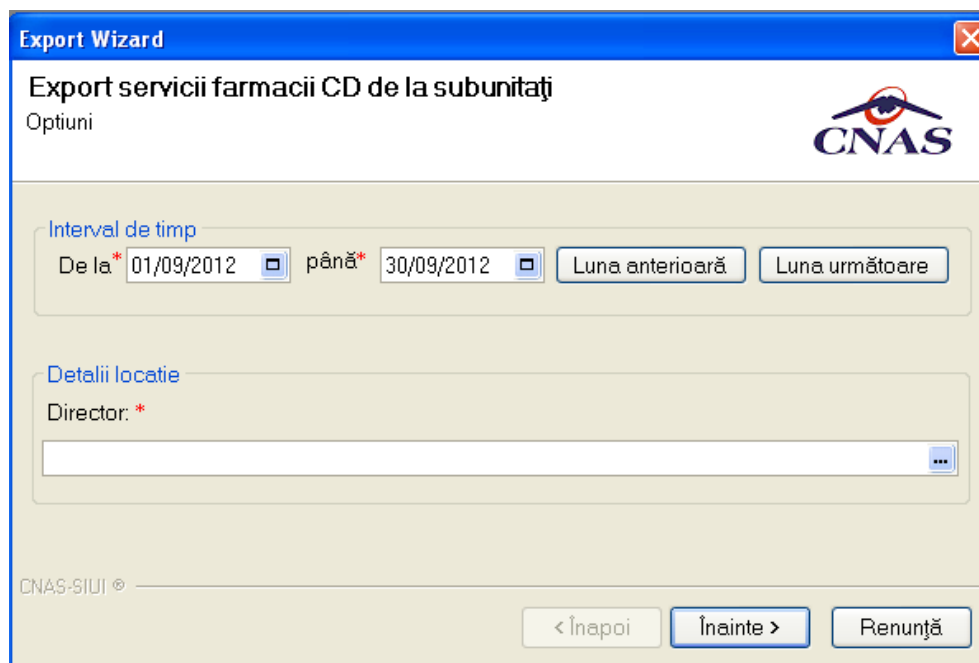 Export Wizard
Export servicii farmacii CD de la subunitaţi
Optiuni
CNAS
Interval de timp
De la* 01/09/2012 până* 30/09/2012 Luna anterioară Luna următoare
Detalii locatie
Director: *
...
CNAS-SIUI ®
< Înapoi Înainte > Renunţă